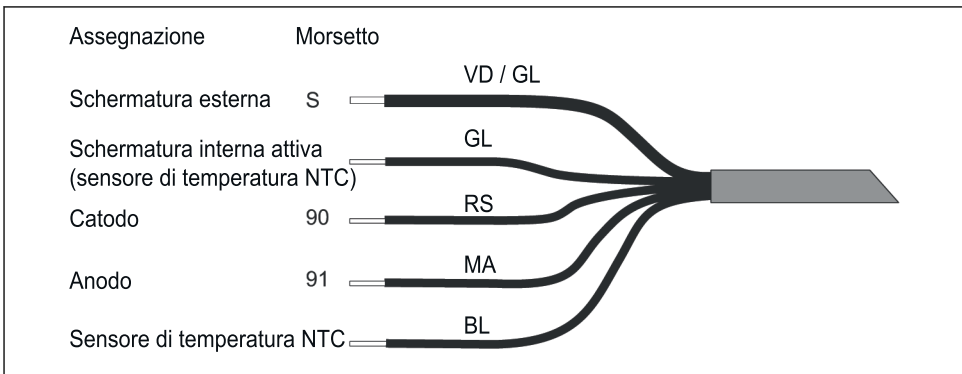 Assegnazione Morsetto
VD / GL
Schermatura esterna S
GL
Schermatura interna attiva
(sensore di temperatura NTC)
RS
Catodo 90
MA
Anodo 91
BL
Sensore di temperatura NTC